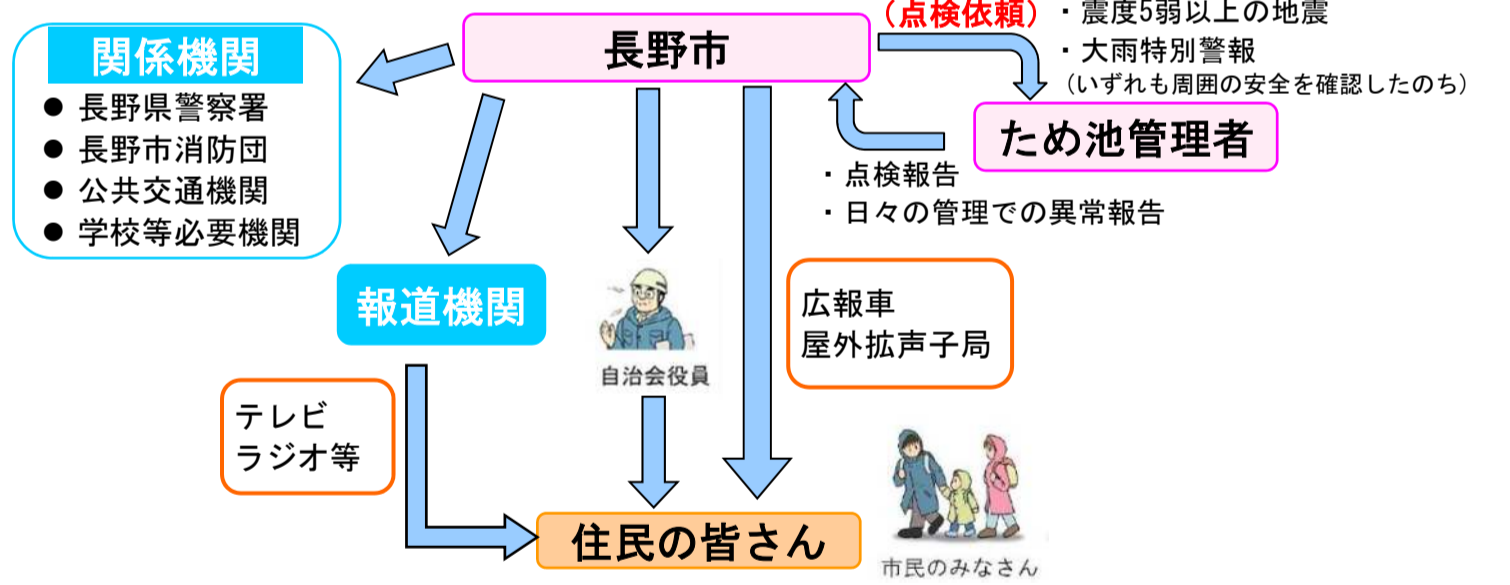 (点検依頼)
・震度5弱以上の地震
・大雨特別警報
(いずれも周囲の安全を確認したのち)
長野市
関係機関
● 長野県警察署
● 長野市消防団
● 公共交通機関
● 学校等必要機関
ため池管理者
・点検報告
・日々の管理での異常報告
報道機関
自治会役員
広報車
屋外拡声子局
テレビ
ラジオ等
住民の皆さん
市民のみなさん